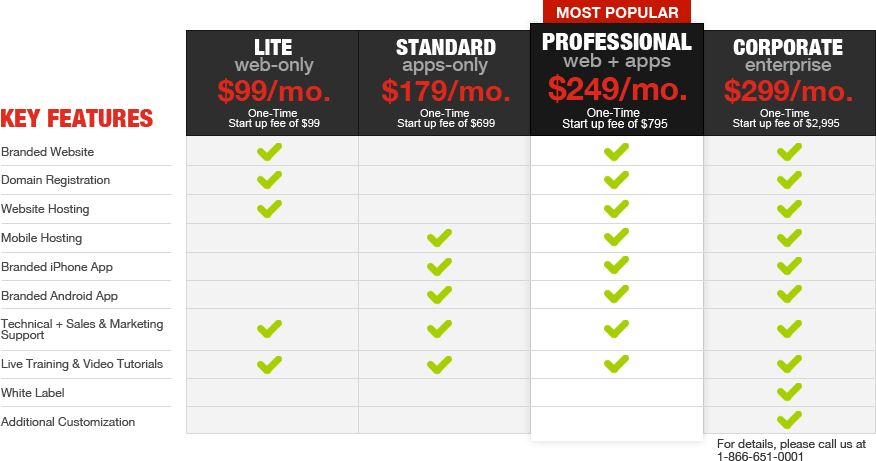 MOST POPULAR
LITE
web-only
$99/mo.
One-Time
Start up fee of $99
STANDARD
apps-only
$179/mo.
One-Time
Start up fee of $699
PROFESSIONAL
web + apps
$249/mo.
One-Time
Start up fee of $795
CORPORATE
enterprise
$299/mo.
One-Time
Start up fee of $2,995
KEY FEATURES
Branded Website
Domain Registration
Website Hosting
Mobile Hosting
Branded iPhone App
Branded Android App
Technical + Sales & Marketing
Support
Live Training & Video Tutorials
White Label
Additional Customization
For details, please call us at
1-866-651-0001